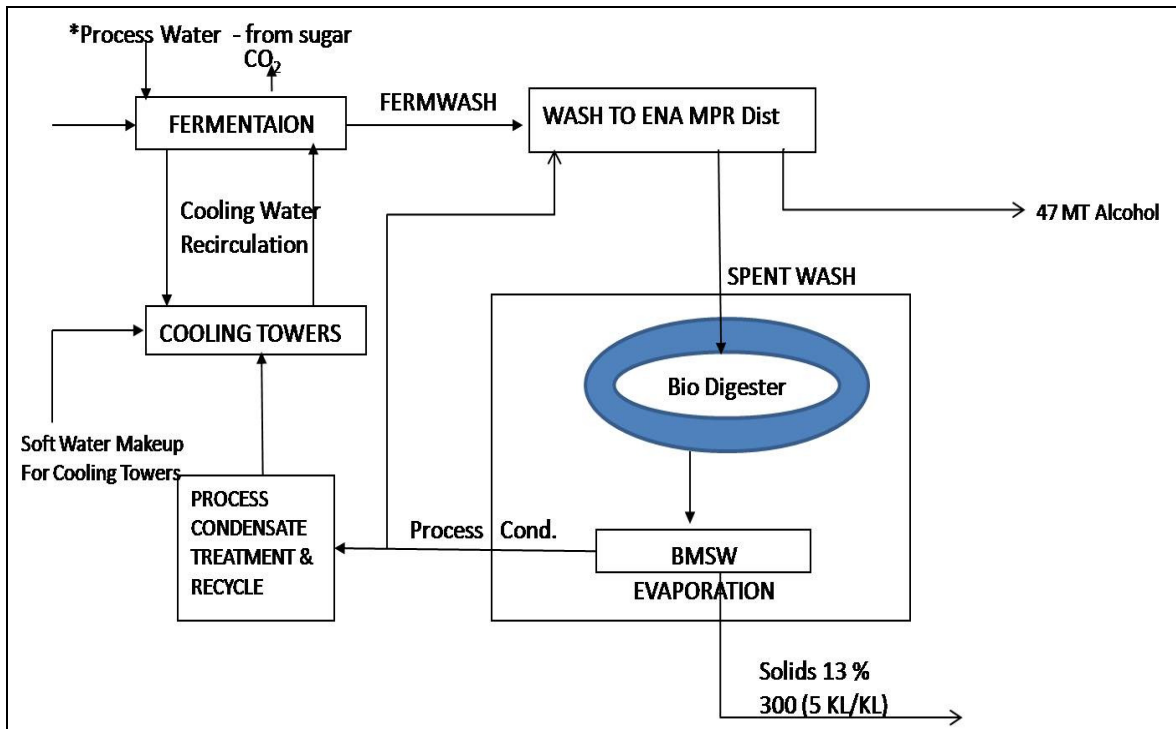 *Process Water - from sugar
CO₂
FERMENTAION
FERMWASH
WASH TO ENA MPR Dist
Cooling Water
Recirculation
47 MT Alcohol
SPENT WASH
COOLING TOWERS
Bio Digester
Soft Water Makeup
For Cooling Towers
PROCESS
CONDENSATE
TREATMENT &
RECYCLE
Process Cond.
BMSW
EVAPORATION
Solids 13 %
300 (5 KL/KL)